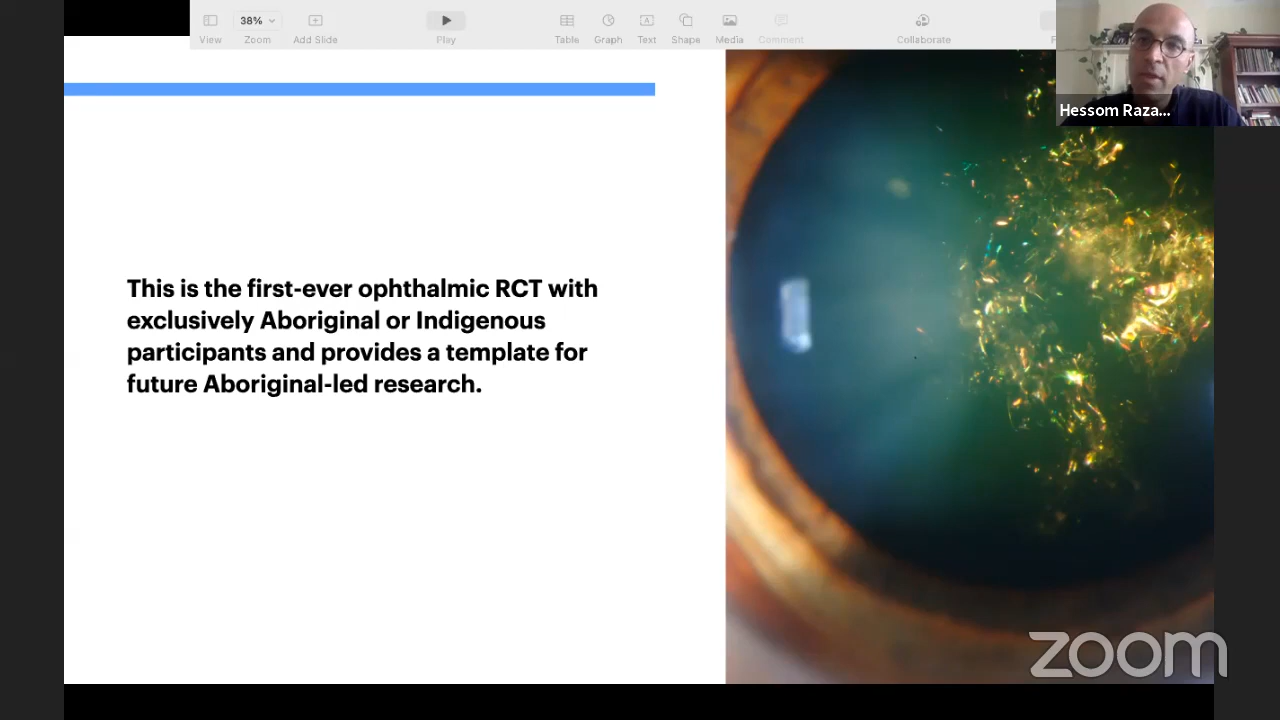 38%
View
Zoom
Add Slide
Play
Table
Graph
Text
Shape
Media
Comment
Collaborate
Hessom Raza...
This is the first-ever ophthalmic RCT with
exclusively Aboriginal or Indigenous
participants and provides a template for
future Aboriginal-led research.
zoom